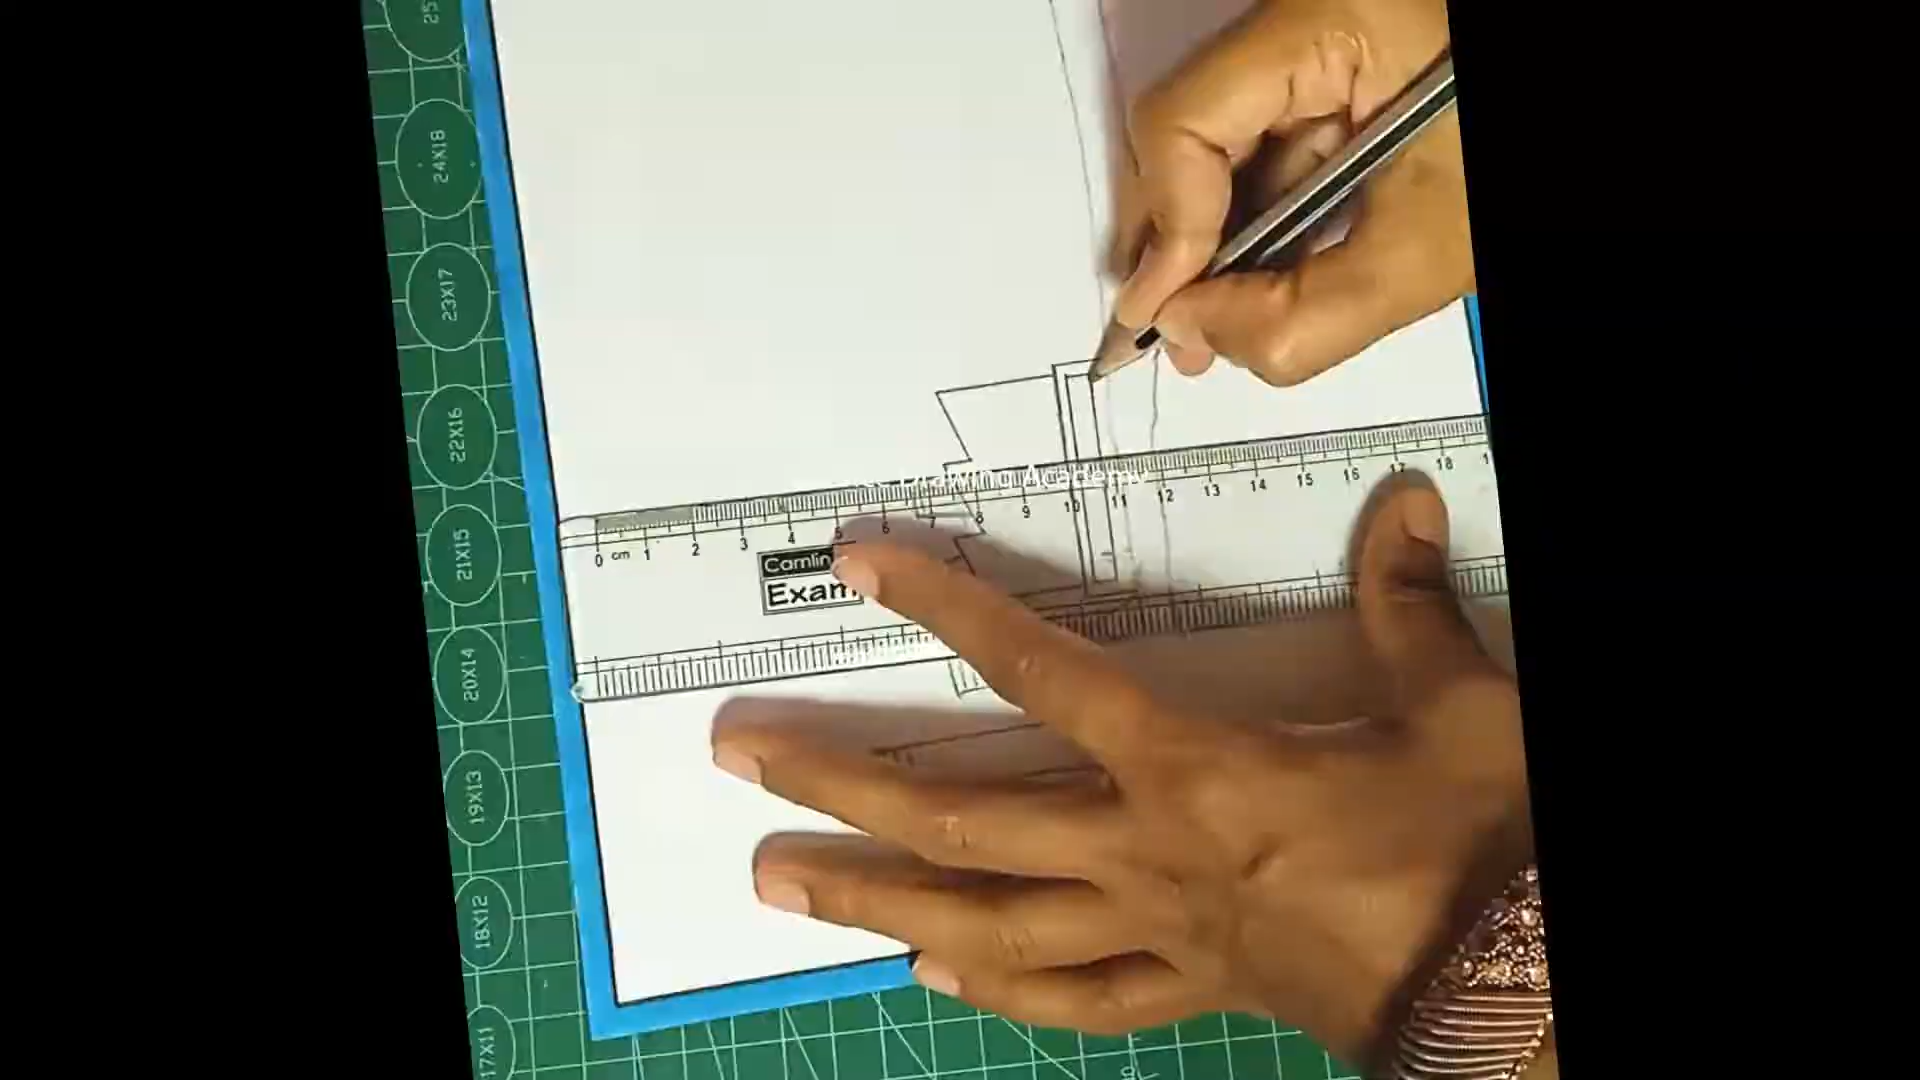 25
24X18
23X17
22X16
21X15
20X14
19X13
18X12
17X11
Drawing Academy
0 cm 1 2 3 4 5 6 7 8 9 10 11 12 13 14 15 16 17 18
Camlin
Exam